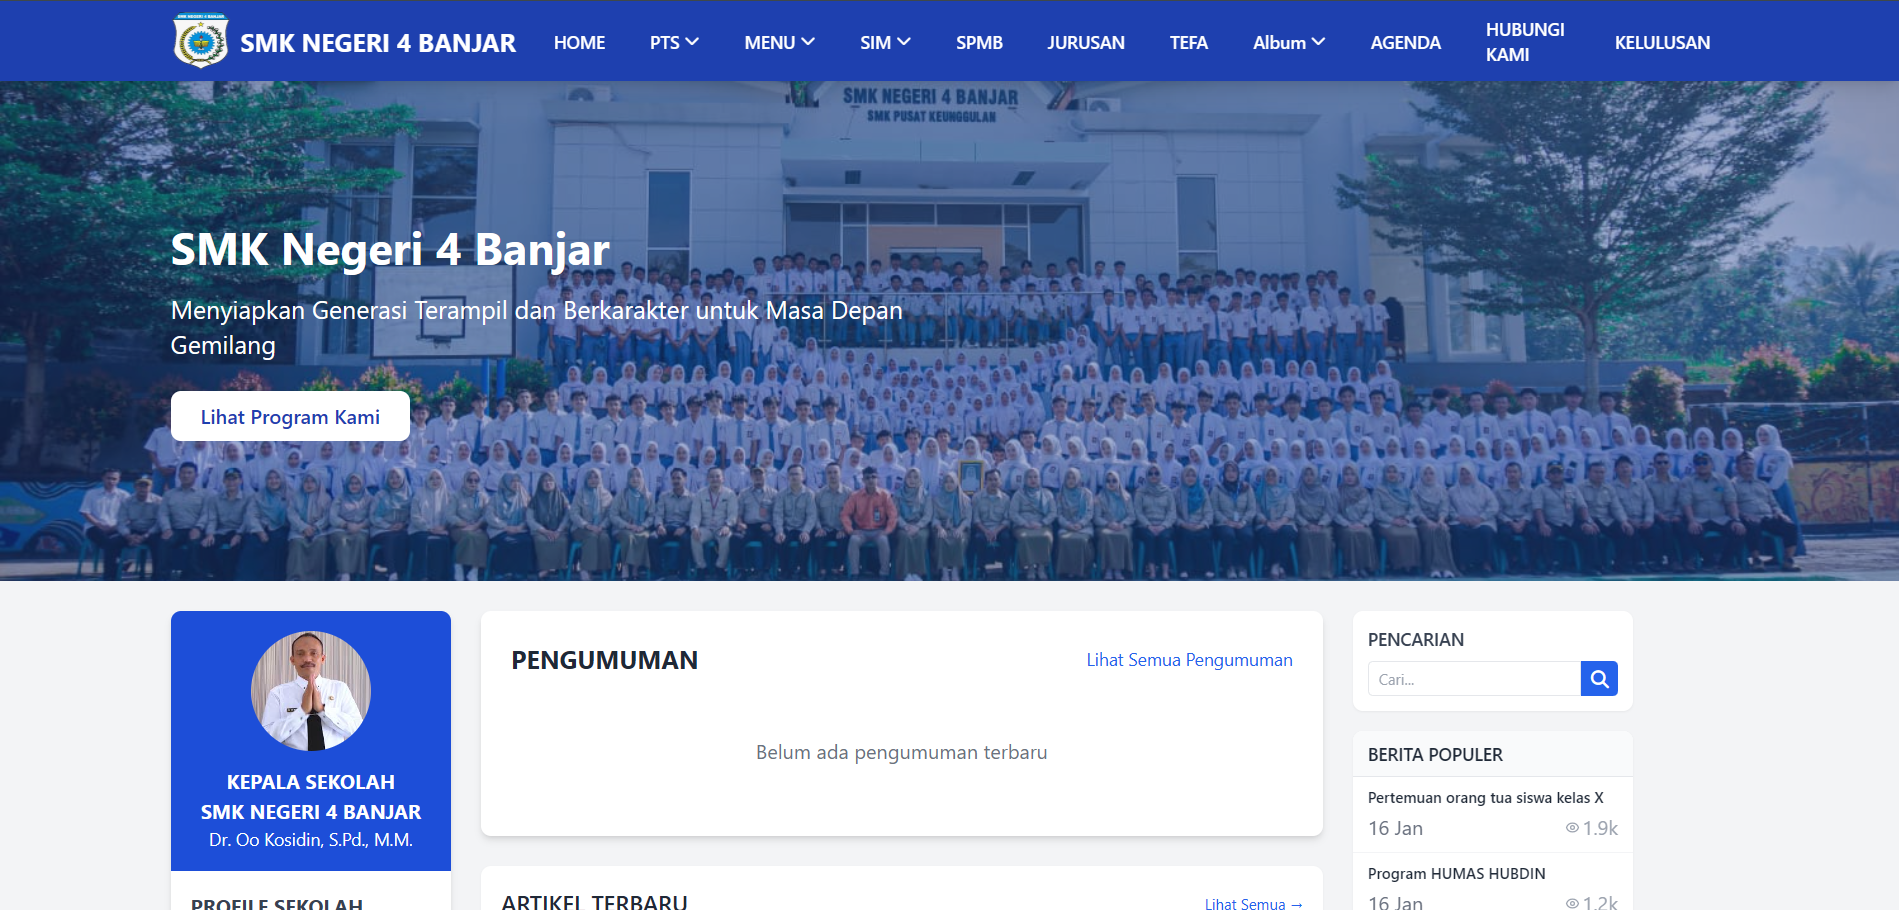 SMK NEGERI 4 BANJAR
SMK NEGERI 4 BANJAR
HOME
PTS
MENU
SIM
SPMB
JURUSAN
TEFA
Album
AGENDA
HUBUNGI
KAMI
KELULUSAN
SMK NEGERI 4 BANJAR
SMK PUSAT KEUNGGULAN
SMK Negeri 4 Banjar
Menyiapkan Generasi Terampil dan Berkarakter untuk Masa Depan
Gemilang
Lihat Program Kami
KEPALA SEKOLAH
SMK NEGERI 4 BANJAR
Dr. Oo Kosidin, S.Pd., M.M.
PROFILE SEKOLAH
PENGUMUMAN
Lihat Semua Pengumuman
Belum ada pengumuman terbaru
ARTIKEL TERBARU
Lihat Semua →
PENCARIAN
Cari...
BERITA POPULER
Pertemuan orang tua siswa kelas X
16 Jan
1.9k
Program HUMAS HUBDIN
16 Jan
1.2k